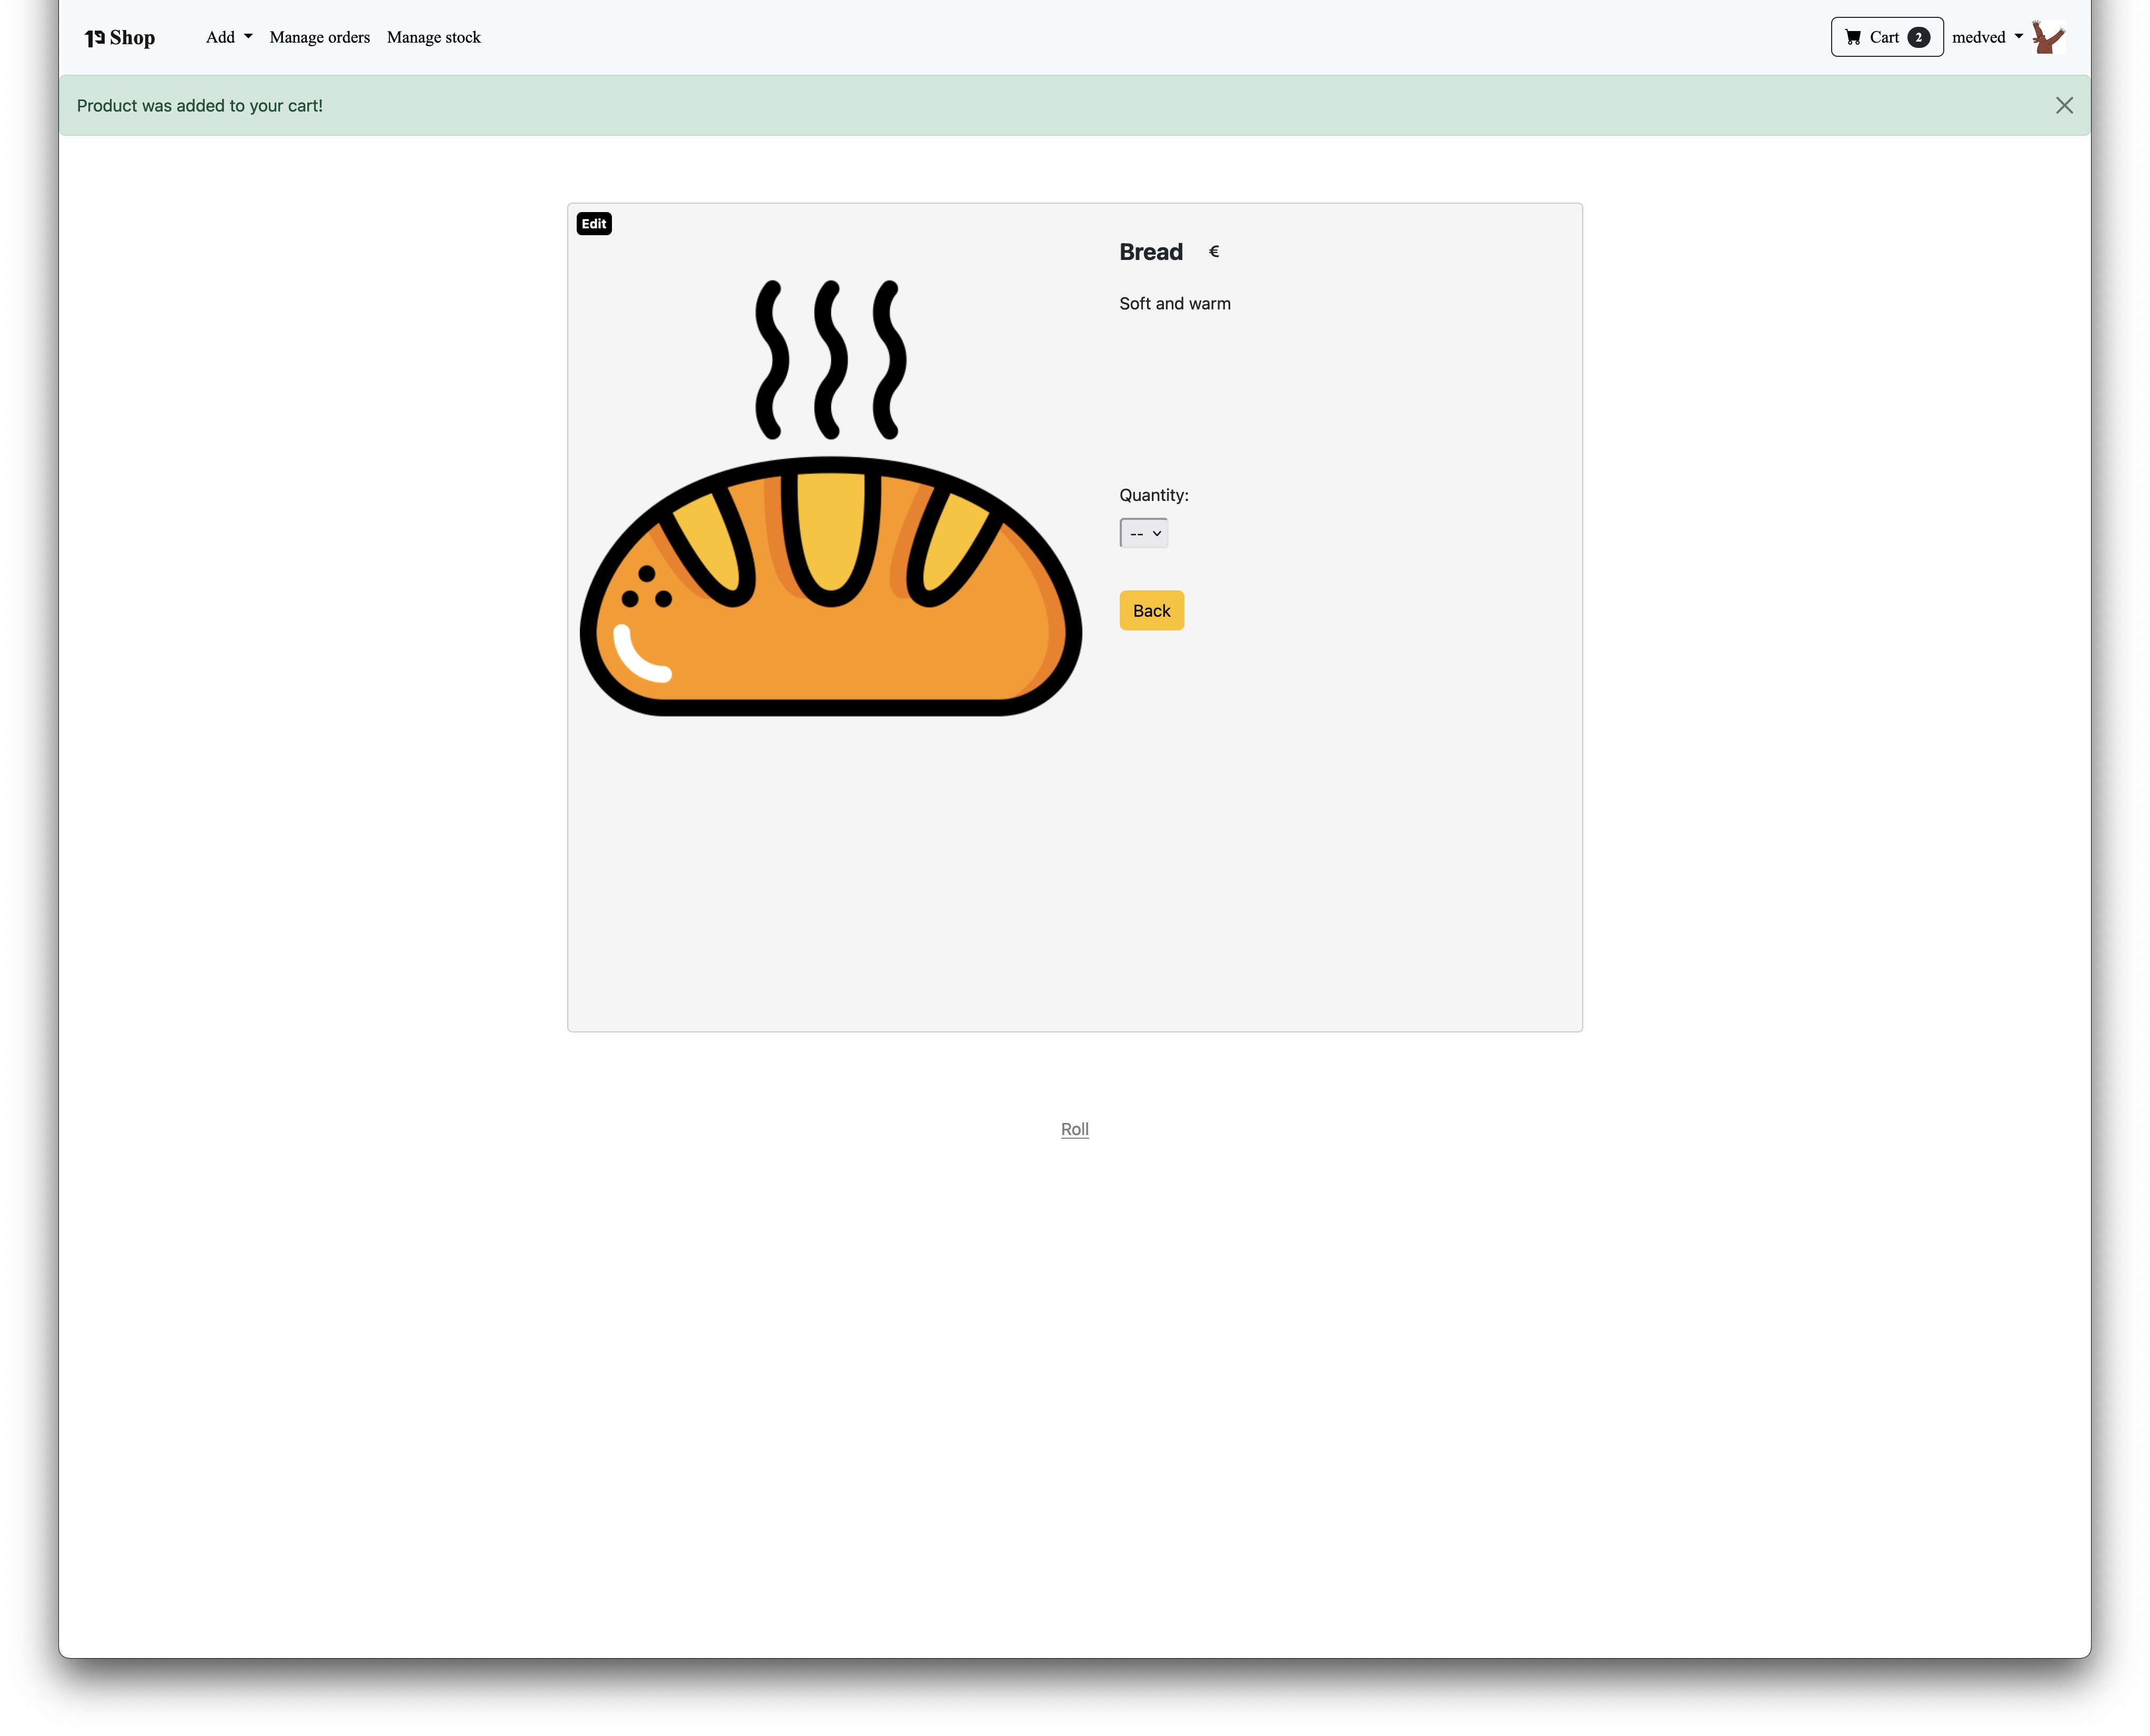 19 Shop
Add Manage orders Manage stock
Cart 2 medved
Product was added to your cart!
Edit
Bread €
Soft and warm
Quantity:
--
Back
Roll